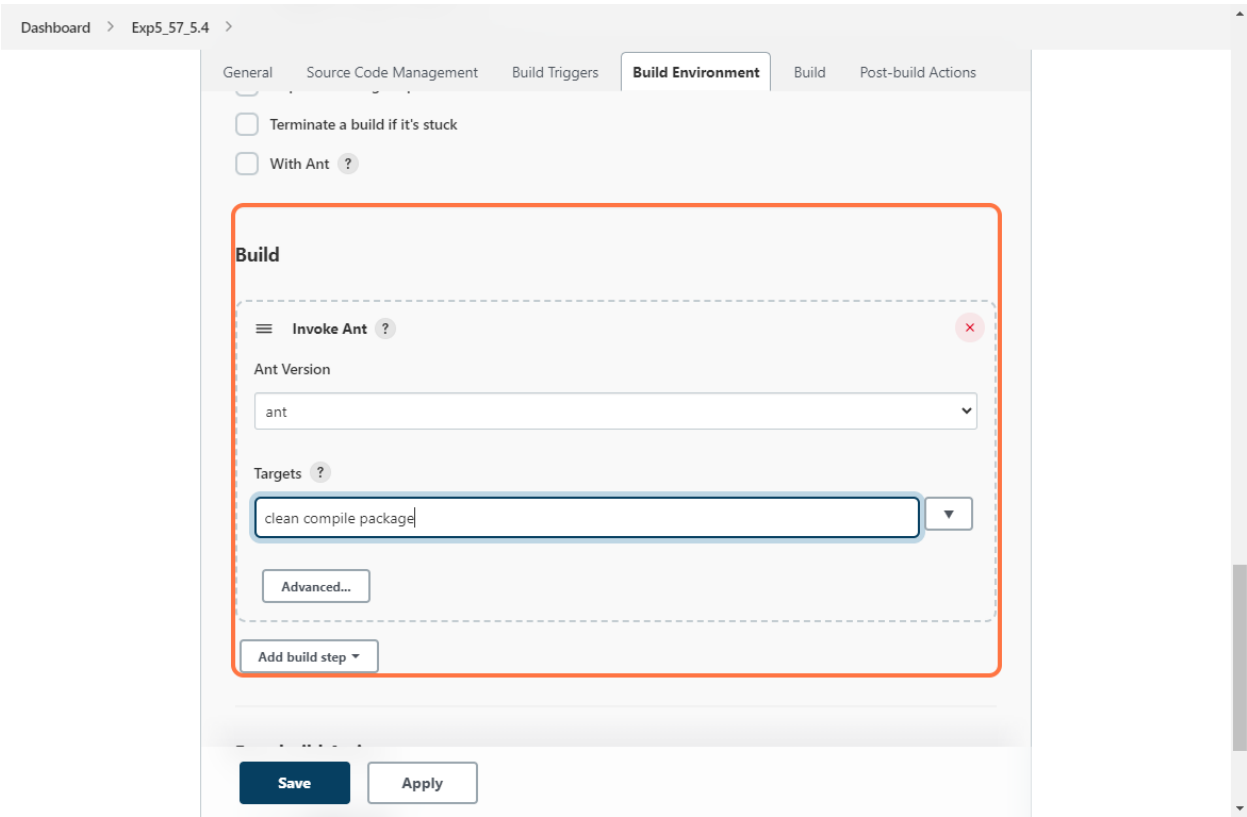 Dashboard > Exp5_57_5.4 >
General Source Code Management Build Triggers Build Environment Build Post-build Actions
Terminate a build if it's stuck
With Ant ?
Build
Invoke Ant ?
Ant Version
ant
Targets ?
clean compile package
Advanced...
Add build step
Save Apply